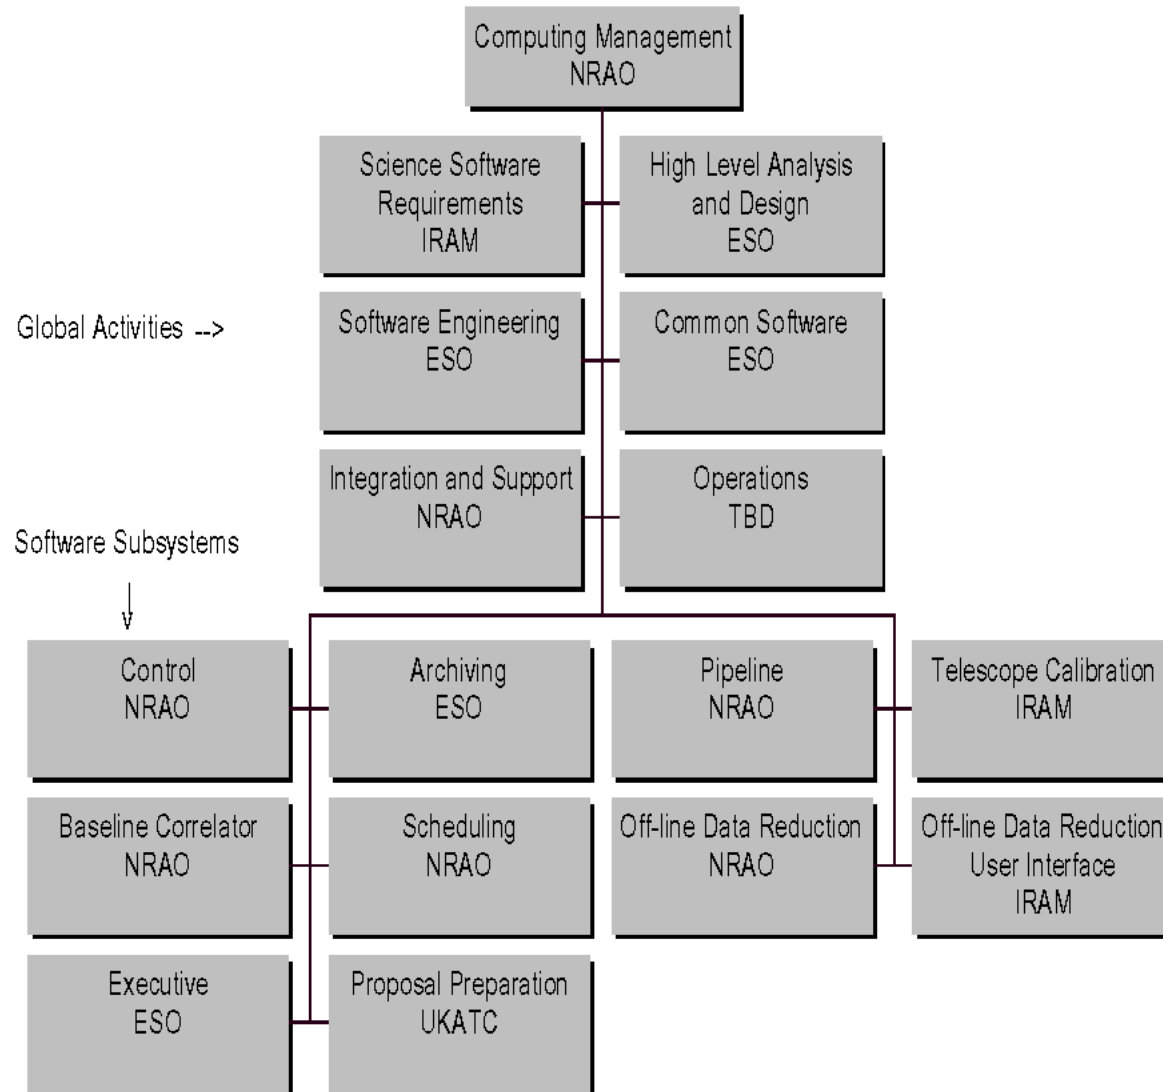 Computing Management
NRAO
Science Software
Requirements
IRAM
High Level Analysis
and Design
ESO
Global Activities -->
Software Engineering
ESO
Common Software
ESO
Integration and Support
NRAO
Operations
TBD
Software Subsystems
Control
NRAO
Archiving
ESO
Pipeline
NRAO
Telescope Calibration
IRAM
Baseline Correlator
NRAO
Scheduling
NRAO
Off-line Data Reduction
NRAO
Off-line Data Reduction
User Interface
IRAM
Executive
ESO
Proposal Preparation
UKATC